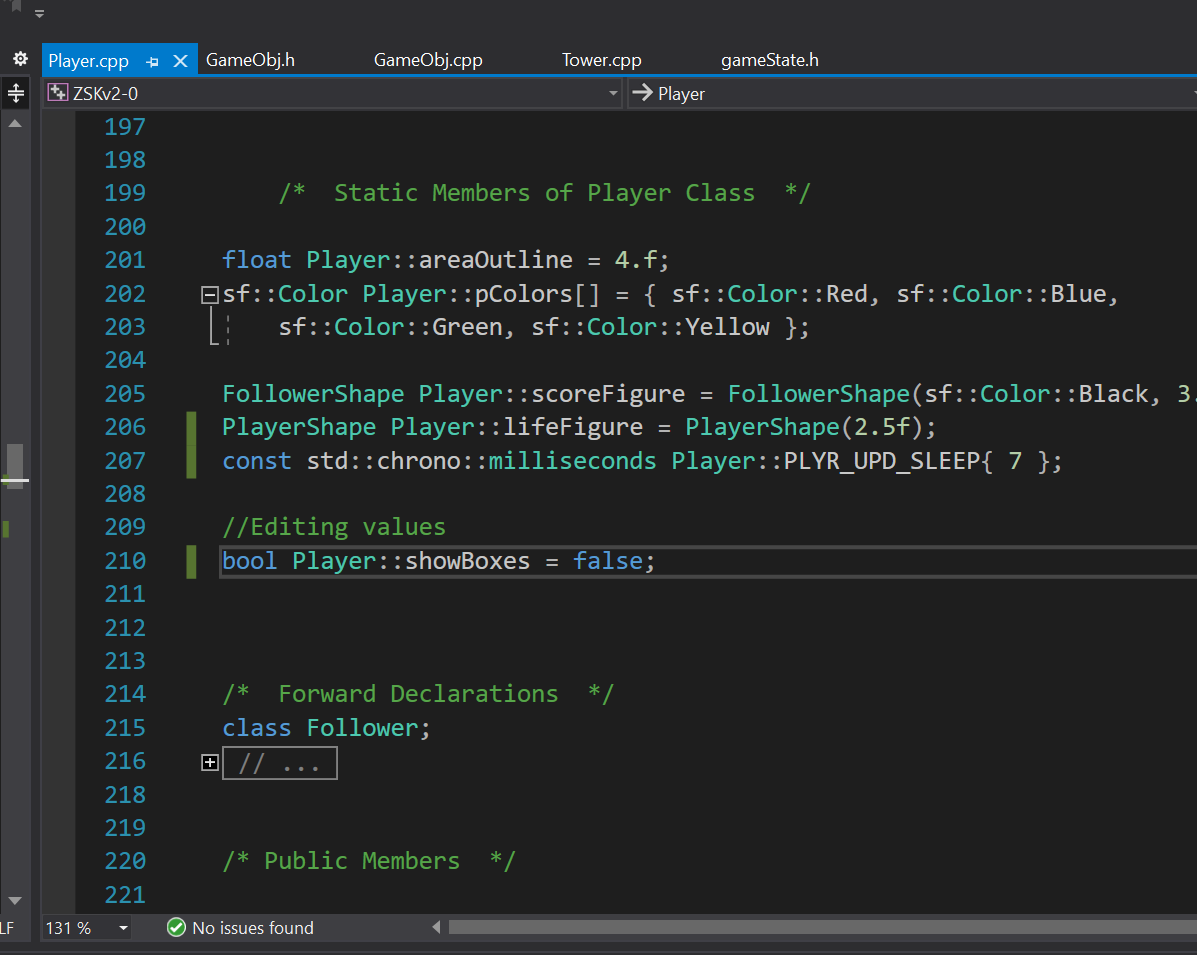 Player.cpp GameObj.h GameObj.cpp Tower.cpp gameState.h
ZSKv2-0 Player
197
198
199 /*  Static Members of Player Class  */
200
201 float Player::areaOutline = 4.f;
202 sf::Color Player::pColors[] = { sf::Color::Red, sf::Color::Blue,
203 sf::Color::Green, sf::Color::Yellow };
204
205 FollowerShape Player::scoreFigure = FollowerShape(sf::Color::Black, 3.
206 PlayerShape Player::lifeFigure = PlayerShape(2.5f);
207 const std::chrono::milliseconds Player::PLYR_UPD_SLEEP{ 7 };
208
209 //Editing values
210 bool Player::showBoxes = false;
211
212
213
214 /*  Forward Declarations  */
215 class Follower;
216 // ...
218
219
220 /* Public Members  */
221
LF 131 % No issues found